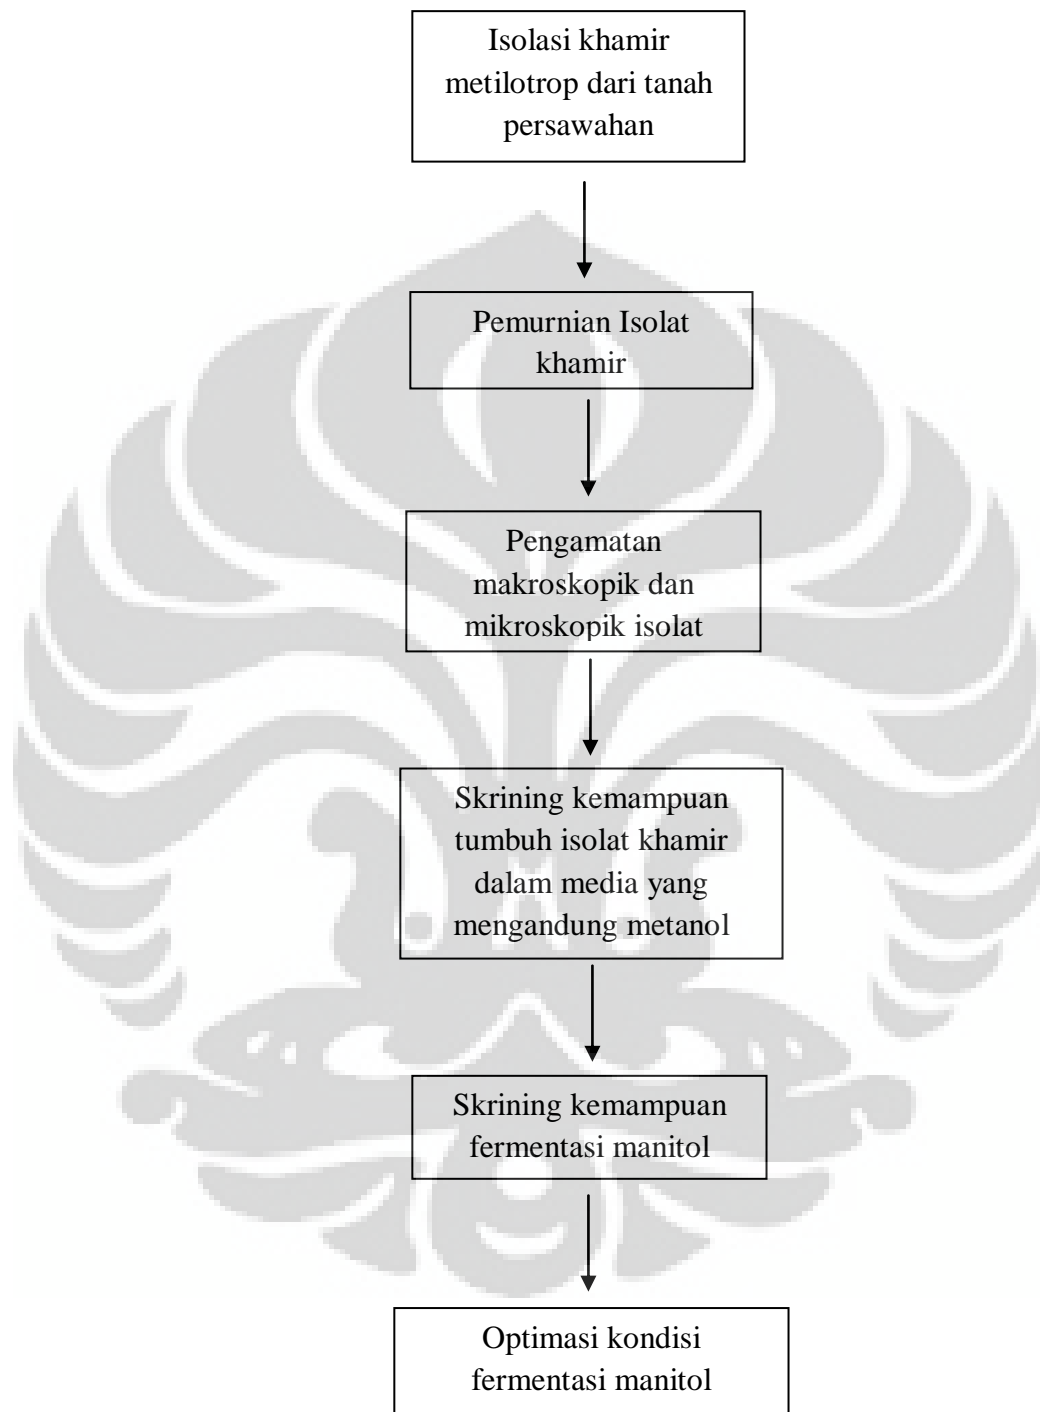 Isolasi khamir
metilotrop dari tanah
persawahan
Pemurnian Isolat
khamir
Pengamatan
makroskopik dan
mikroskopik isolat
Skrining kemampuan
tumbuh isolat khamir
dalam media yang
mengandung metanol
Skrining kemampuan
fermentasi manitol
Optimasi kondisi
fermentasi manitol